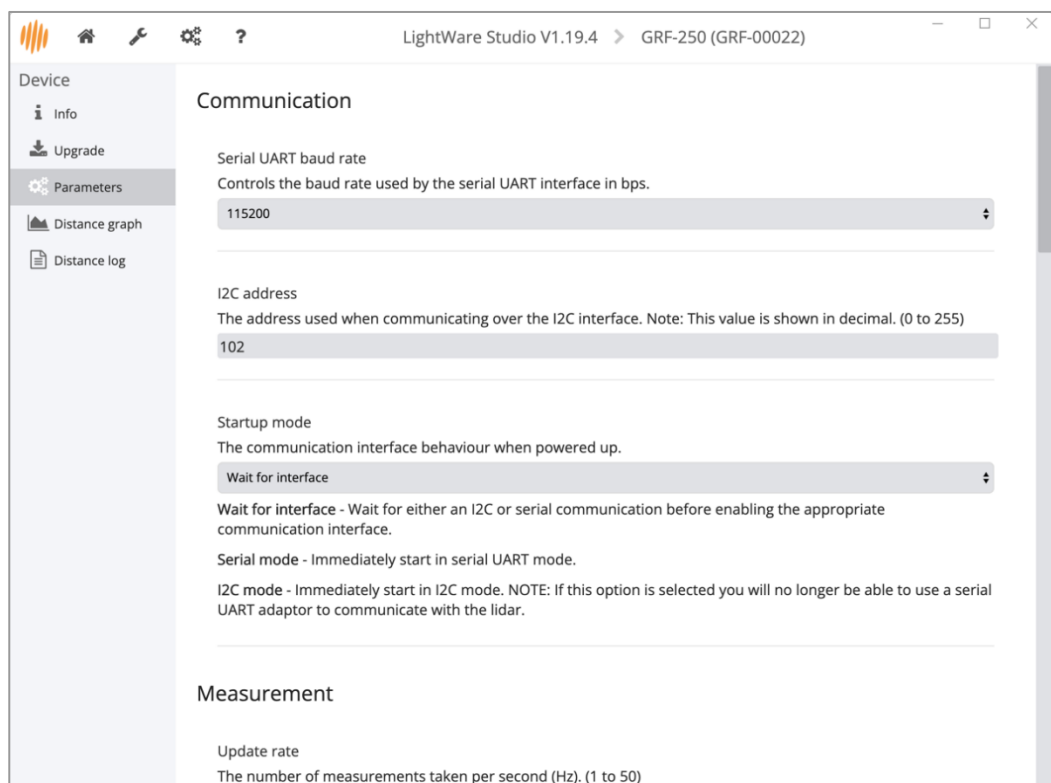 LightWare Studio V1.19.4 > GRF-250 (GRF-00022)
Device
Info
Upgrade
Parameters
Distance graph
Distance log
Communication
Serial UART baud rate
Controls the baud rate used by the serial UART interface in bps.
115200
I2C address
The address used when communicating over the I2C interface. Note: This value is shown in decimal. (0 to 255)
102
Startup mode
The communication interface behaviour when powered up.
Wait for interface
Wait for interface - Wait for either an I2C or serial communication before enabling the appropriate
communication interface.
Serial mode - Immediately start in serial UART mode.
I2C mode - Immediately start in I2C mode. NOTE: If this option is selected you will no longer be able to use a serial
UART adaptor to communicate with the lidar.
Measurement
Update rate
The number of measurements taken per second (Hz). (1 to 50)